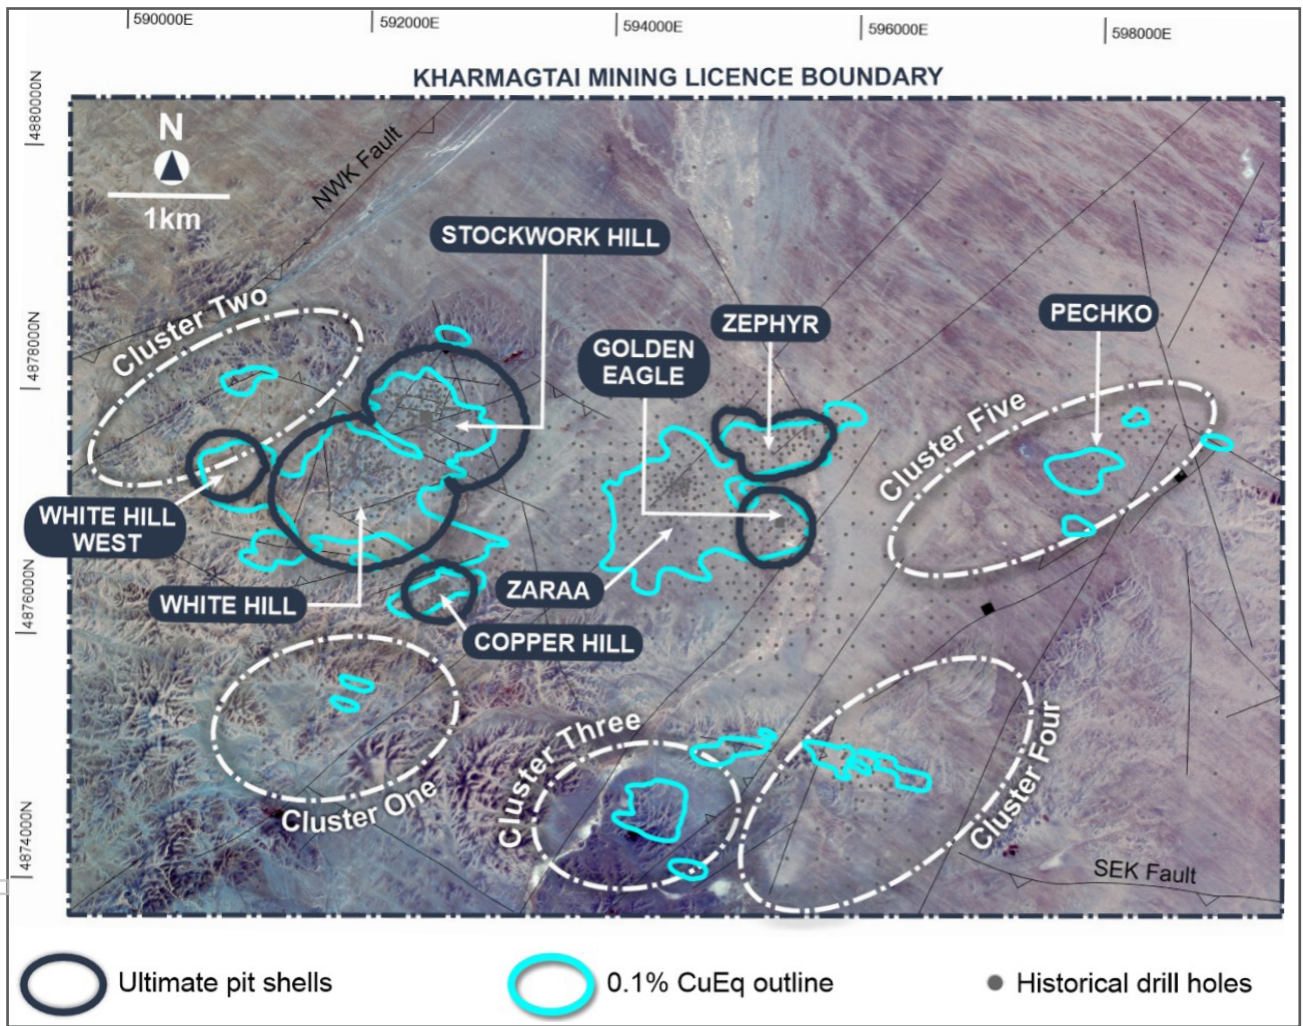 590000E
592000E
594000E
596000E
598000E
KHARMAGTAI MINING LICENCE BOUNDARY
4880000N
4878000N
4876000N
4874000N
N
1km
NWK Fault
STOCKWORK HILL
Cluster Two
ZEPHYR
PECHKO
GOLDEN
EAGLE
Cluster Five
WHITE HILL
WEST
WHITE HILL
ZARAA
COPPER HILL
Cluster One
Cluster Three
Cluster Four
SEK Fault
Ultimate pit shells
0.1% CuEq outline
Historical drill holes